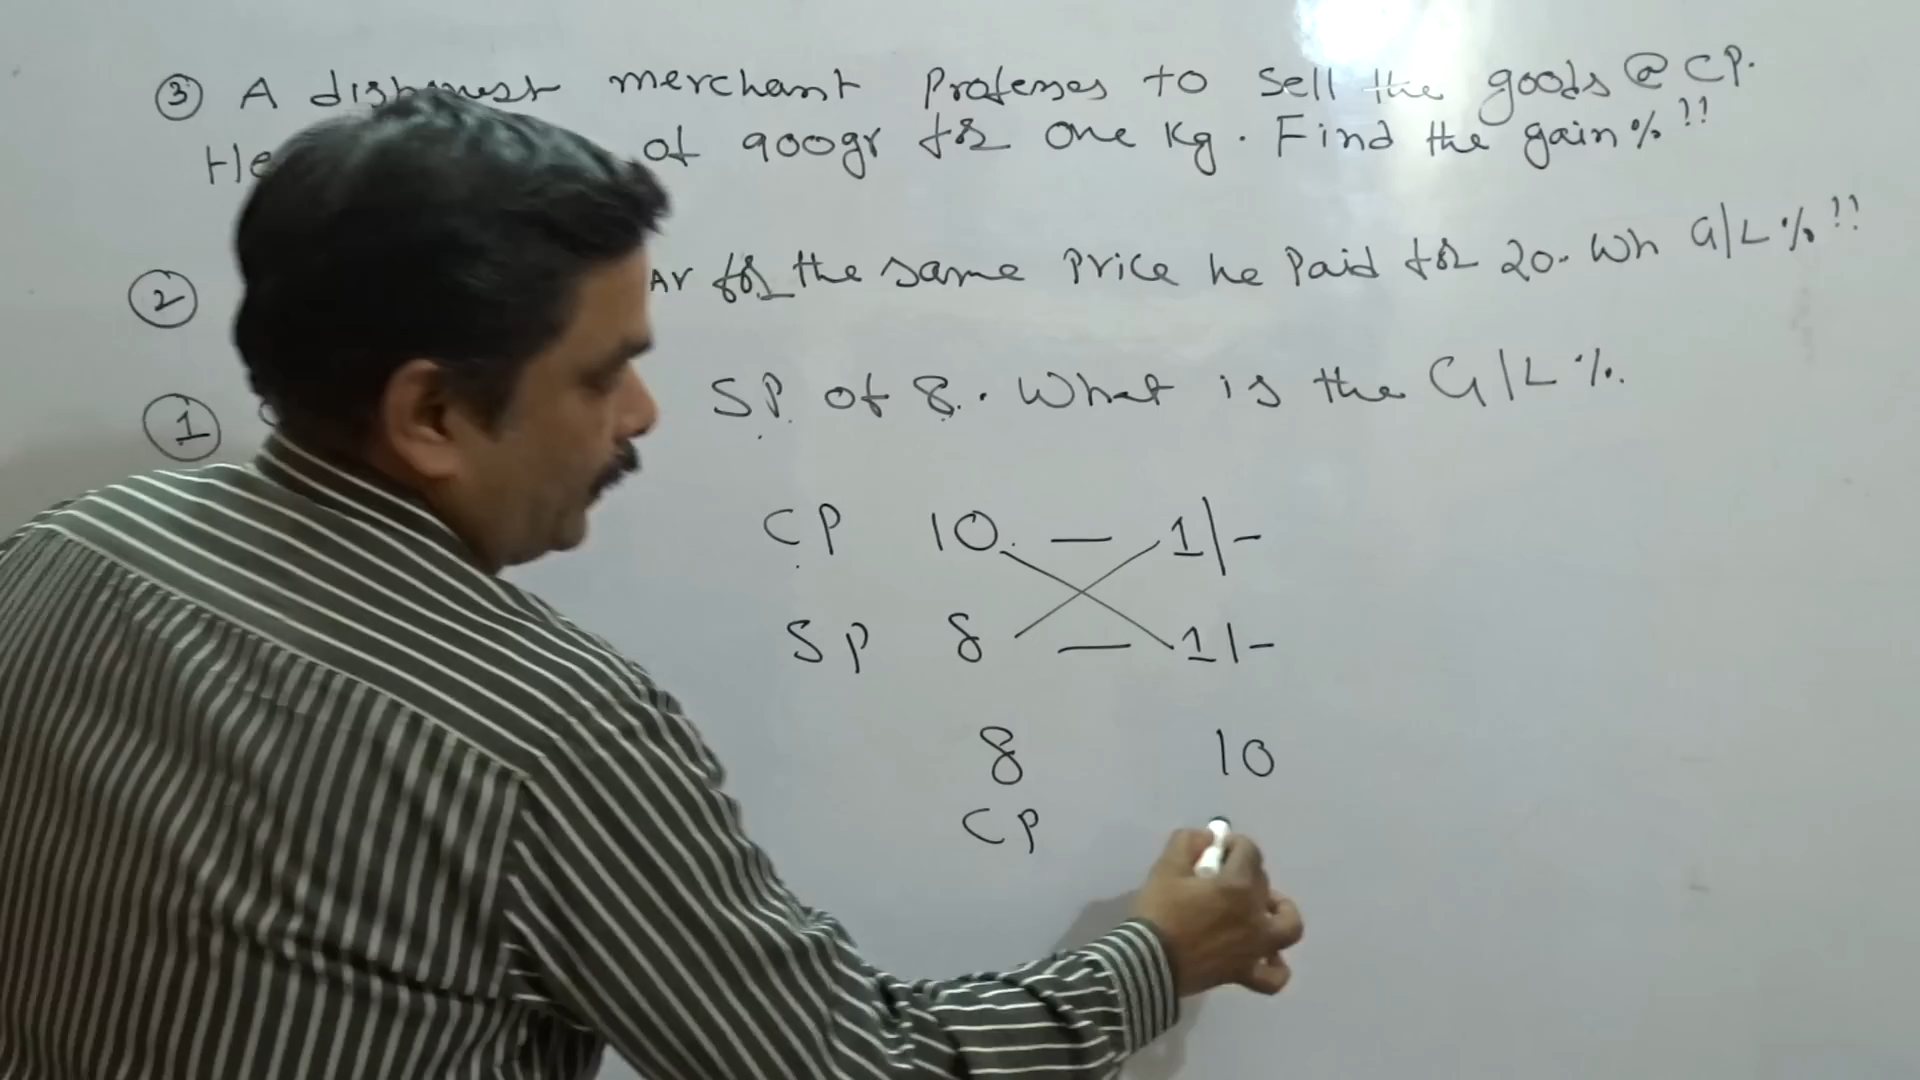 ③ A dishonest merchant Professes to sell the goods @ CP.
He of 900gr for one kg. Find the gain % !!
② for the same Price he Paid for 20. Wh G/L % !!
① SP of 8. What is the G/L %.
CP 10 — 1/-
SP 8 — 1/-
8 10
CP